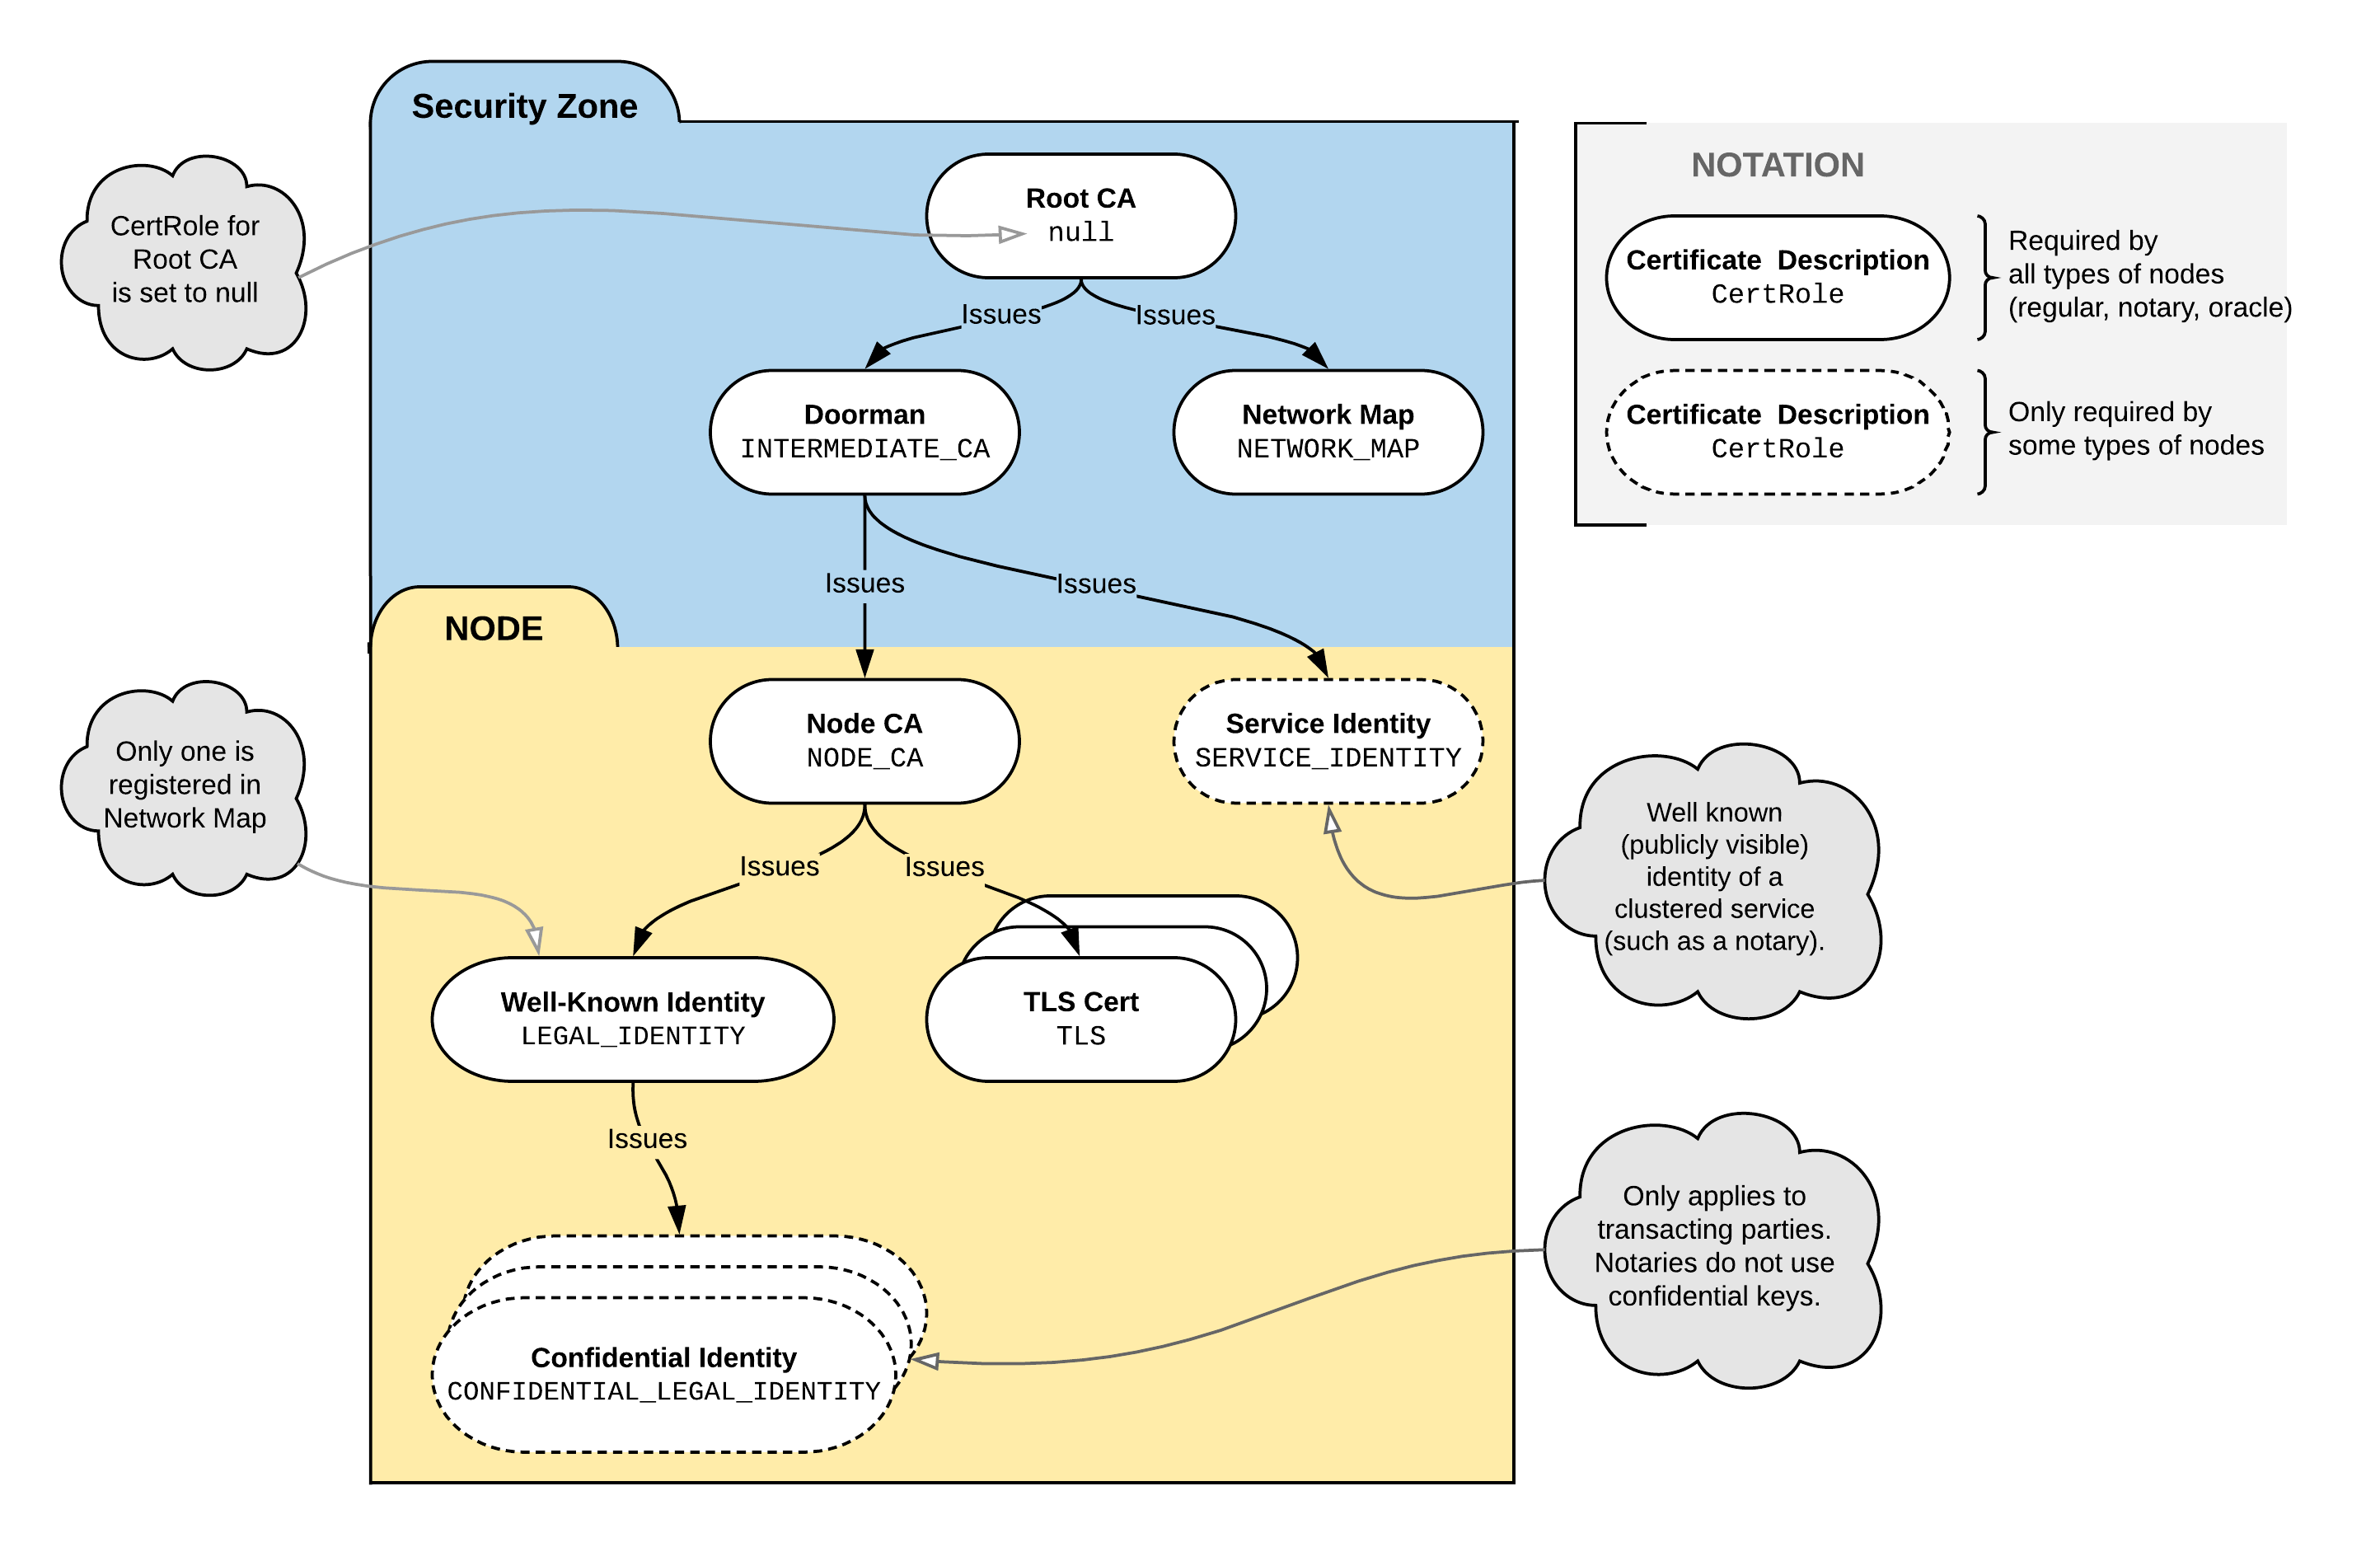 Security Zone
CertRole for
Root CA
is set to null
Root CA
null
Issues
Issues
Doorman
INTERMEDIATE_CA
Network Map
NETWORK_MAP
Issues
Issues
NOTATION
Certificate Description
CertRole
Required by
all types of nodes
(regular, notary, oracle)
Certificate Description
CertRole
Only required by
some types of nodes
NODE
Only one is
registered in
Network Map
Node CA
NODE_CA
Service Identity
SERVICE_IDENTITY
Well known
(publicly visible)
identity of a
clustered service
(such as a notary).
Issues
Issues
Well-Known Identity
LEGAL_IDENTITY
TLS Cert
TLS
Issues
Only applies to
transacting parties.
Notaries do not use
confidential keys.
Confidential Identity
CONFIDENTIAL_LEGAL_IDENTITY